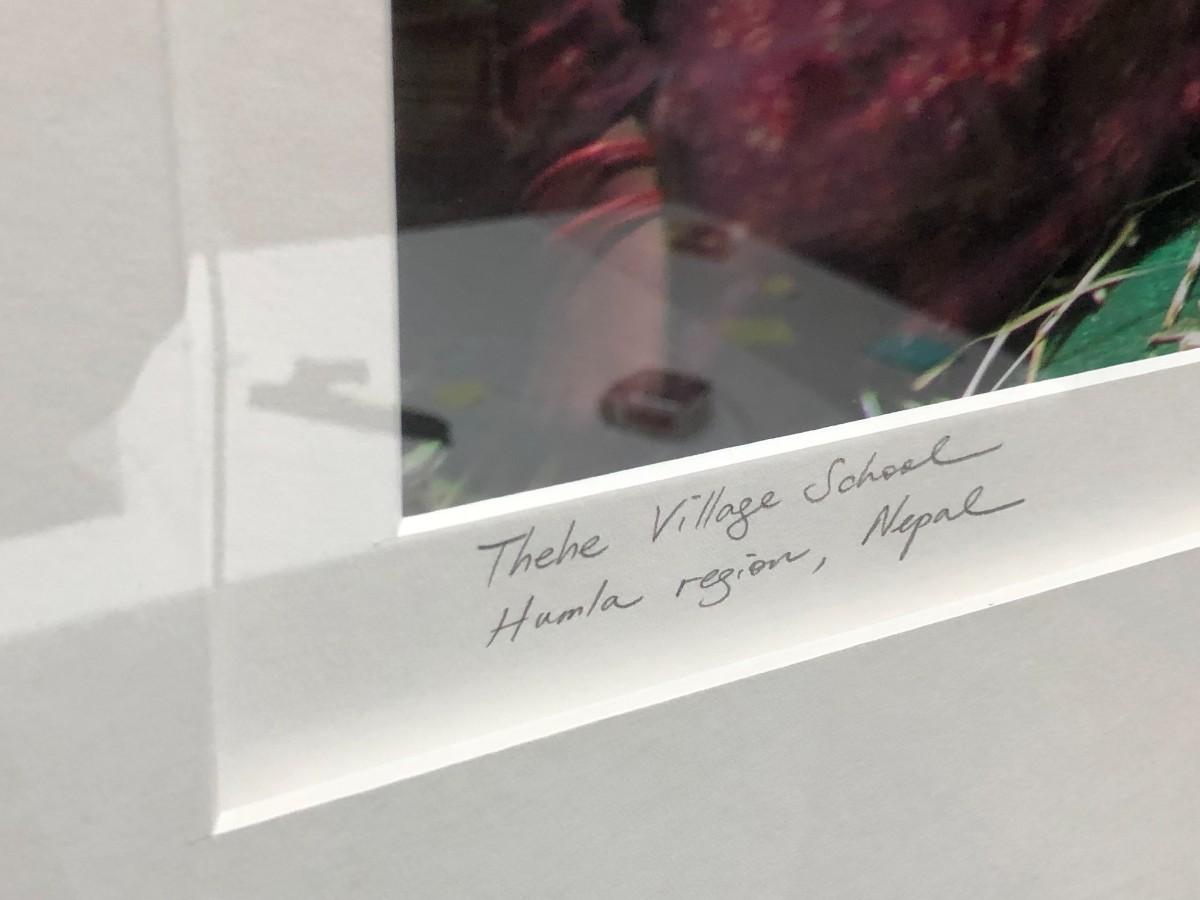 Thehe Village School
Humla region, Nepal